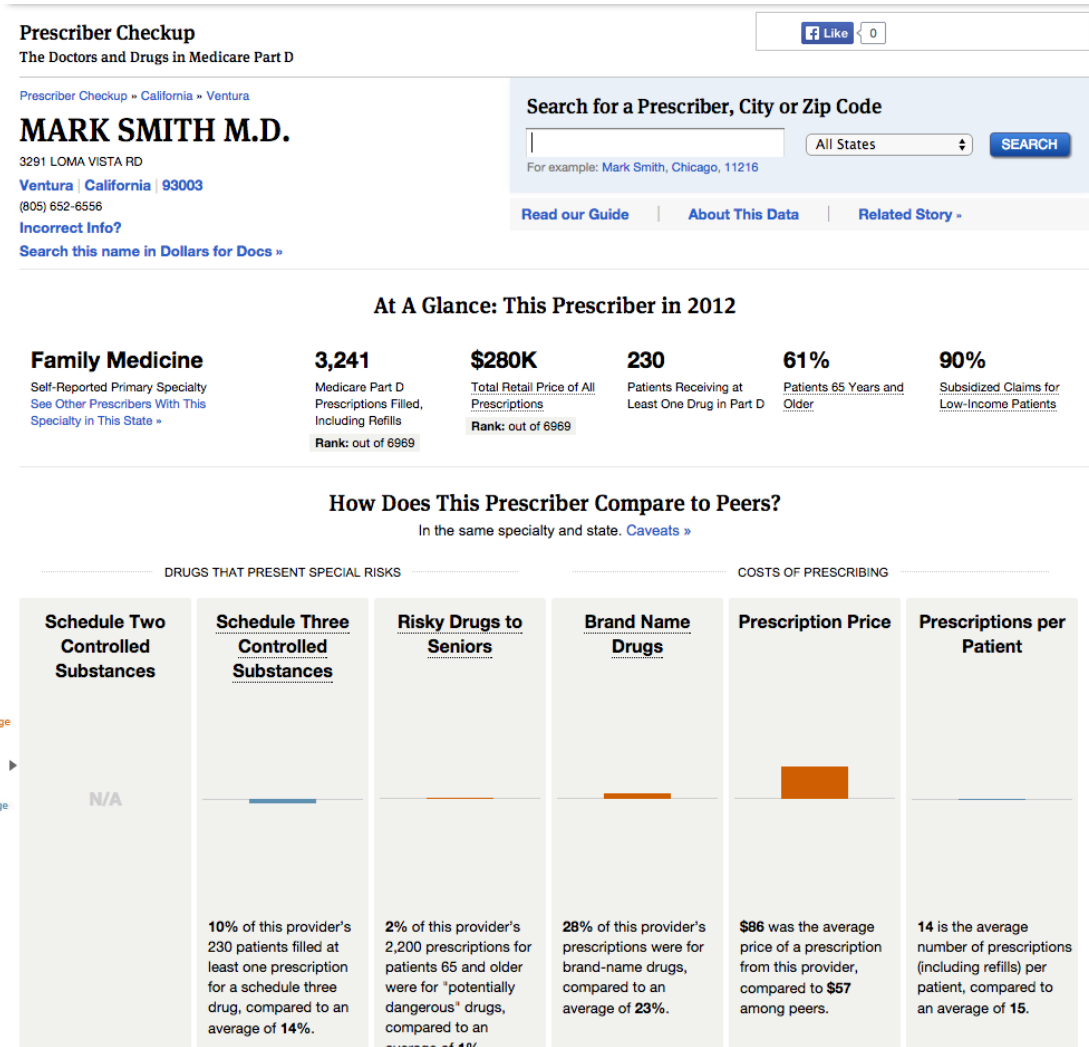 Prescriber Checkup
The Doctors and Drugs in Medicare Part D
Like 0
Prescriber Checkup » California » Ventura
MARK SMITH M.D.
3291 LOMA VISTA RD
Ventura | California | 93003
(805) 652-6556
Incorrect Info?
Search this name in Dollars for Docs »
Search for a Prescriber, City or Zip Code
All States
SEARCH
For example: Mark Smith, Chicago, 11216
Read our Guide | About This Data | Related Story »
At A Glance: This Prescriber in 2012
Family Medicine
Self-Reported Primary Specialty
See Other Prescribers With This
Specialty in This State »
3,241
Medicare Part D
Prescriptions Filled,
Including Refills
Rank: out of 6969
$280K
Total Retail Price of All
Prescriptions
Rank: out of 6969
230
Patients Receiving at
Least One Drug in Part D
61%
Patients 65 Years and
Older
90%
Subsidized Claims for
Low-Income Patients
How Does This Prescriber Compare to Peers?
In the same specialty and state. Caveats »
DRUGS THAT PRESENT SPECIAL RISKS
COSTS OF PRESCRIBING
Schedule Two
Controlled
Substances
N/A
Schedule Three
Controlled
Substances
10% of this provider's
230 patients filled at
least one prescription
for a schedule three
drug, compared to an
average of 14%.
Risky Drugs to
Seniors
2% of this provider's
2,200 prescriptions for
patients 65 and older
were for "potentially
dangerous" drugs,
compared to an
average of 1%
Brand Name
Drugs
28% of this provider's
prescriptions were for
brand-name drugs,
compared to an
average of 23%.
Prescription Price
$86 was the average
price of a prescription
from this provider,
compared to $57
among peers.
Prescriptions per
Patient
14 is the average
number of prescriptions
(including refills) per
patient, compared to
an average of 15.